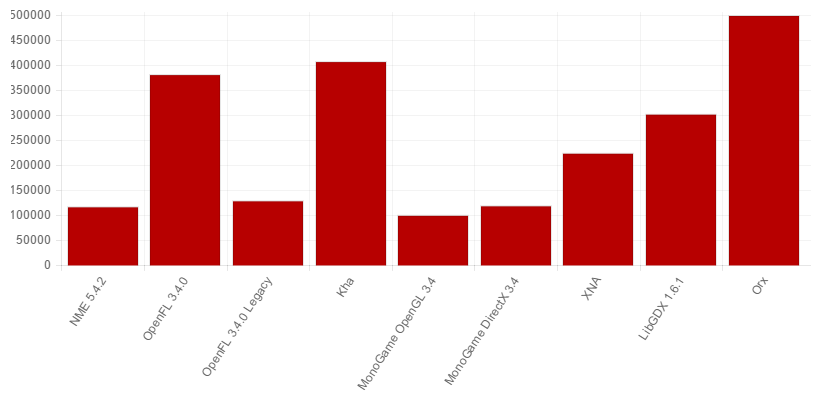 500000
450000
400000
350000
300000
250000
200000
150000
100000
50000
0
NME 5.4.2
OpenFL 3.4.0
OpenFL 3.4.0 Legacy
Kha
MonoGame OpenGL 3.4
MonoGame DirectX 3.4
XNA
LibGDX 1.6.1
Orx